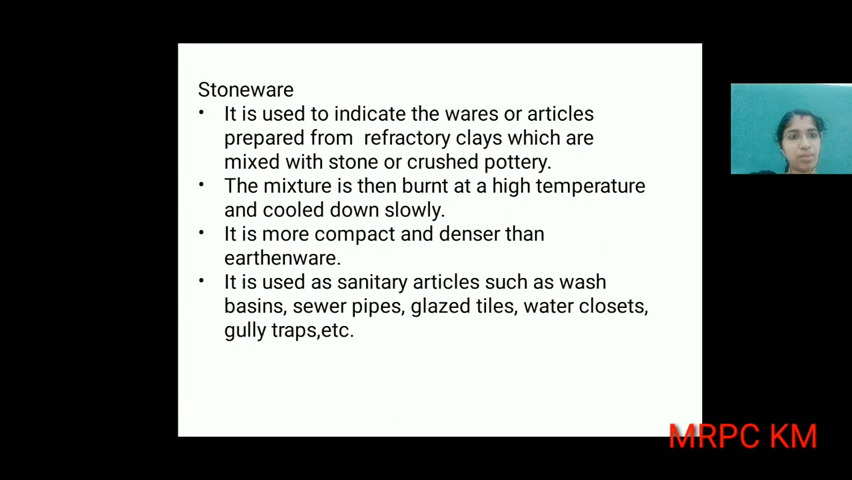 Stoneware
• It is used to indicate the wares or articles
prepared from refractory clays which are
mixed with stone or crushed pottery.
• The mixture is then burnt at a high temperature
and cooled down slowly.
• It is more compact and denser than
earthenware.
• It is used as sanitary articles such as wash
basins, sewer pipes, glazed tiles, water closets,
gully traps,etc.
MRPC KM